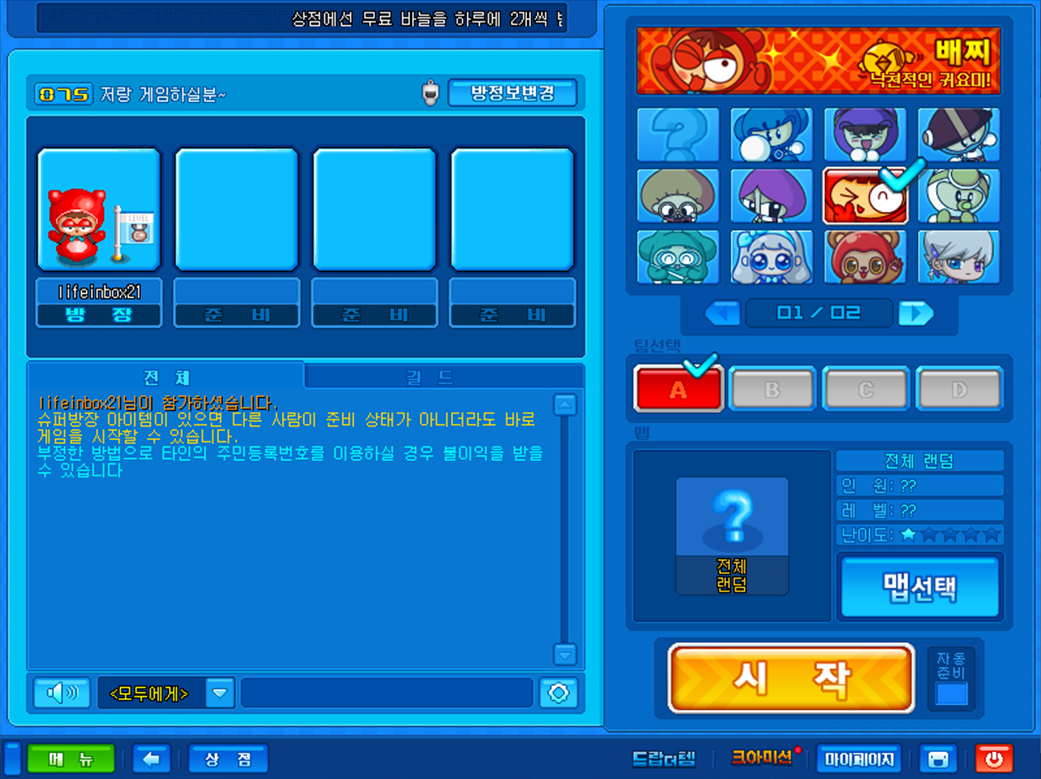 상점에선 무료 바늘을 하루에 2개씩
075 저랑 게임하실분~
방정보변경
배찌
낙천적인 귀요미!
LEVEL
lifeinbox21
방 장
준 비
준 비
준 비
01 / 02
팀선택
A
B
C
D
전 체
길 드
lifeinbox21님이 참가하셨습니다.
슈퍼방장 아이템이 있으면 다른 사람이 준비 상태가 아니더라도 바로
게임을 시작할 수 있습니다.
부정한 방법으로 타인의 주민등록번호를 이용하실 경우 불이익을 받을
수 있습니다
맵
전체
랜덤
전체 랜덤
인 원: ??
레 벨: ??
난이도:
맵선택
<모두에게>
시 작
자동
준비
메 뉴
상 점
드랍더템
크아미션
마이페이지